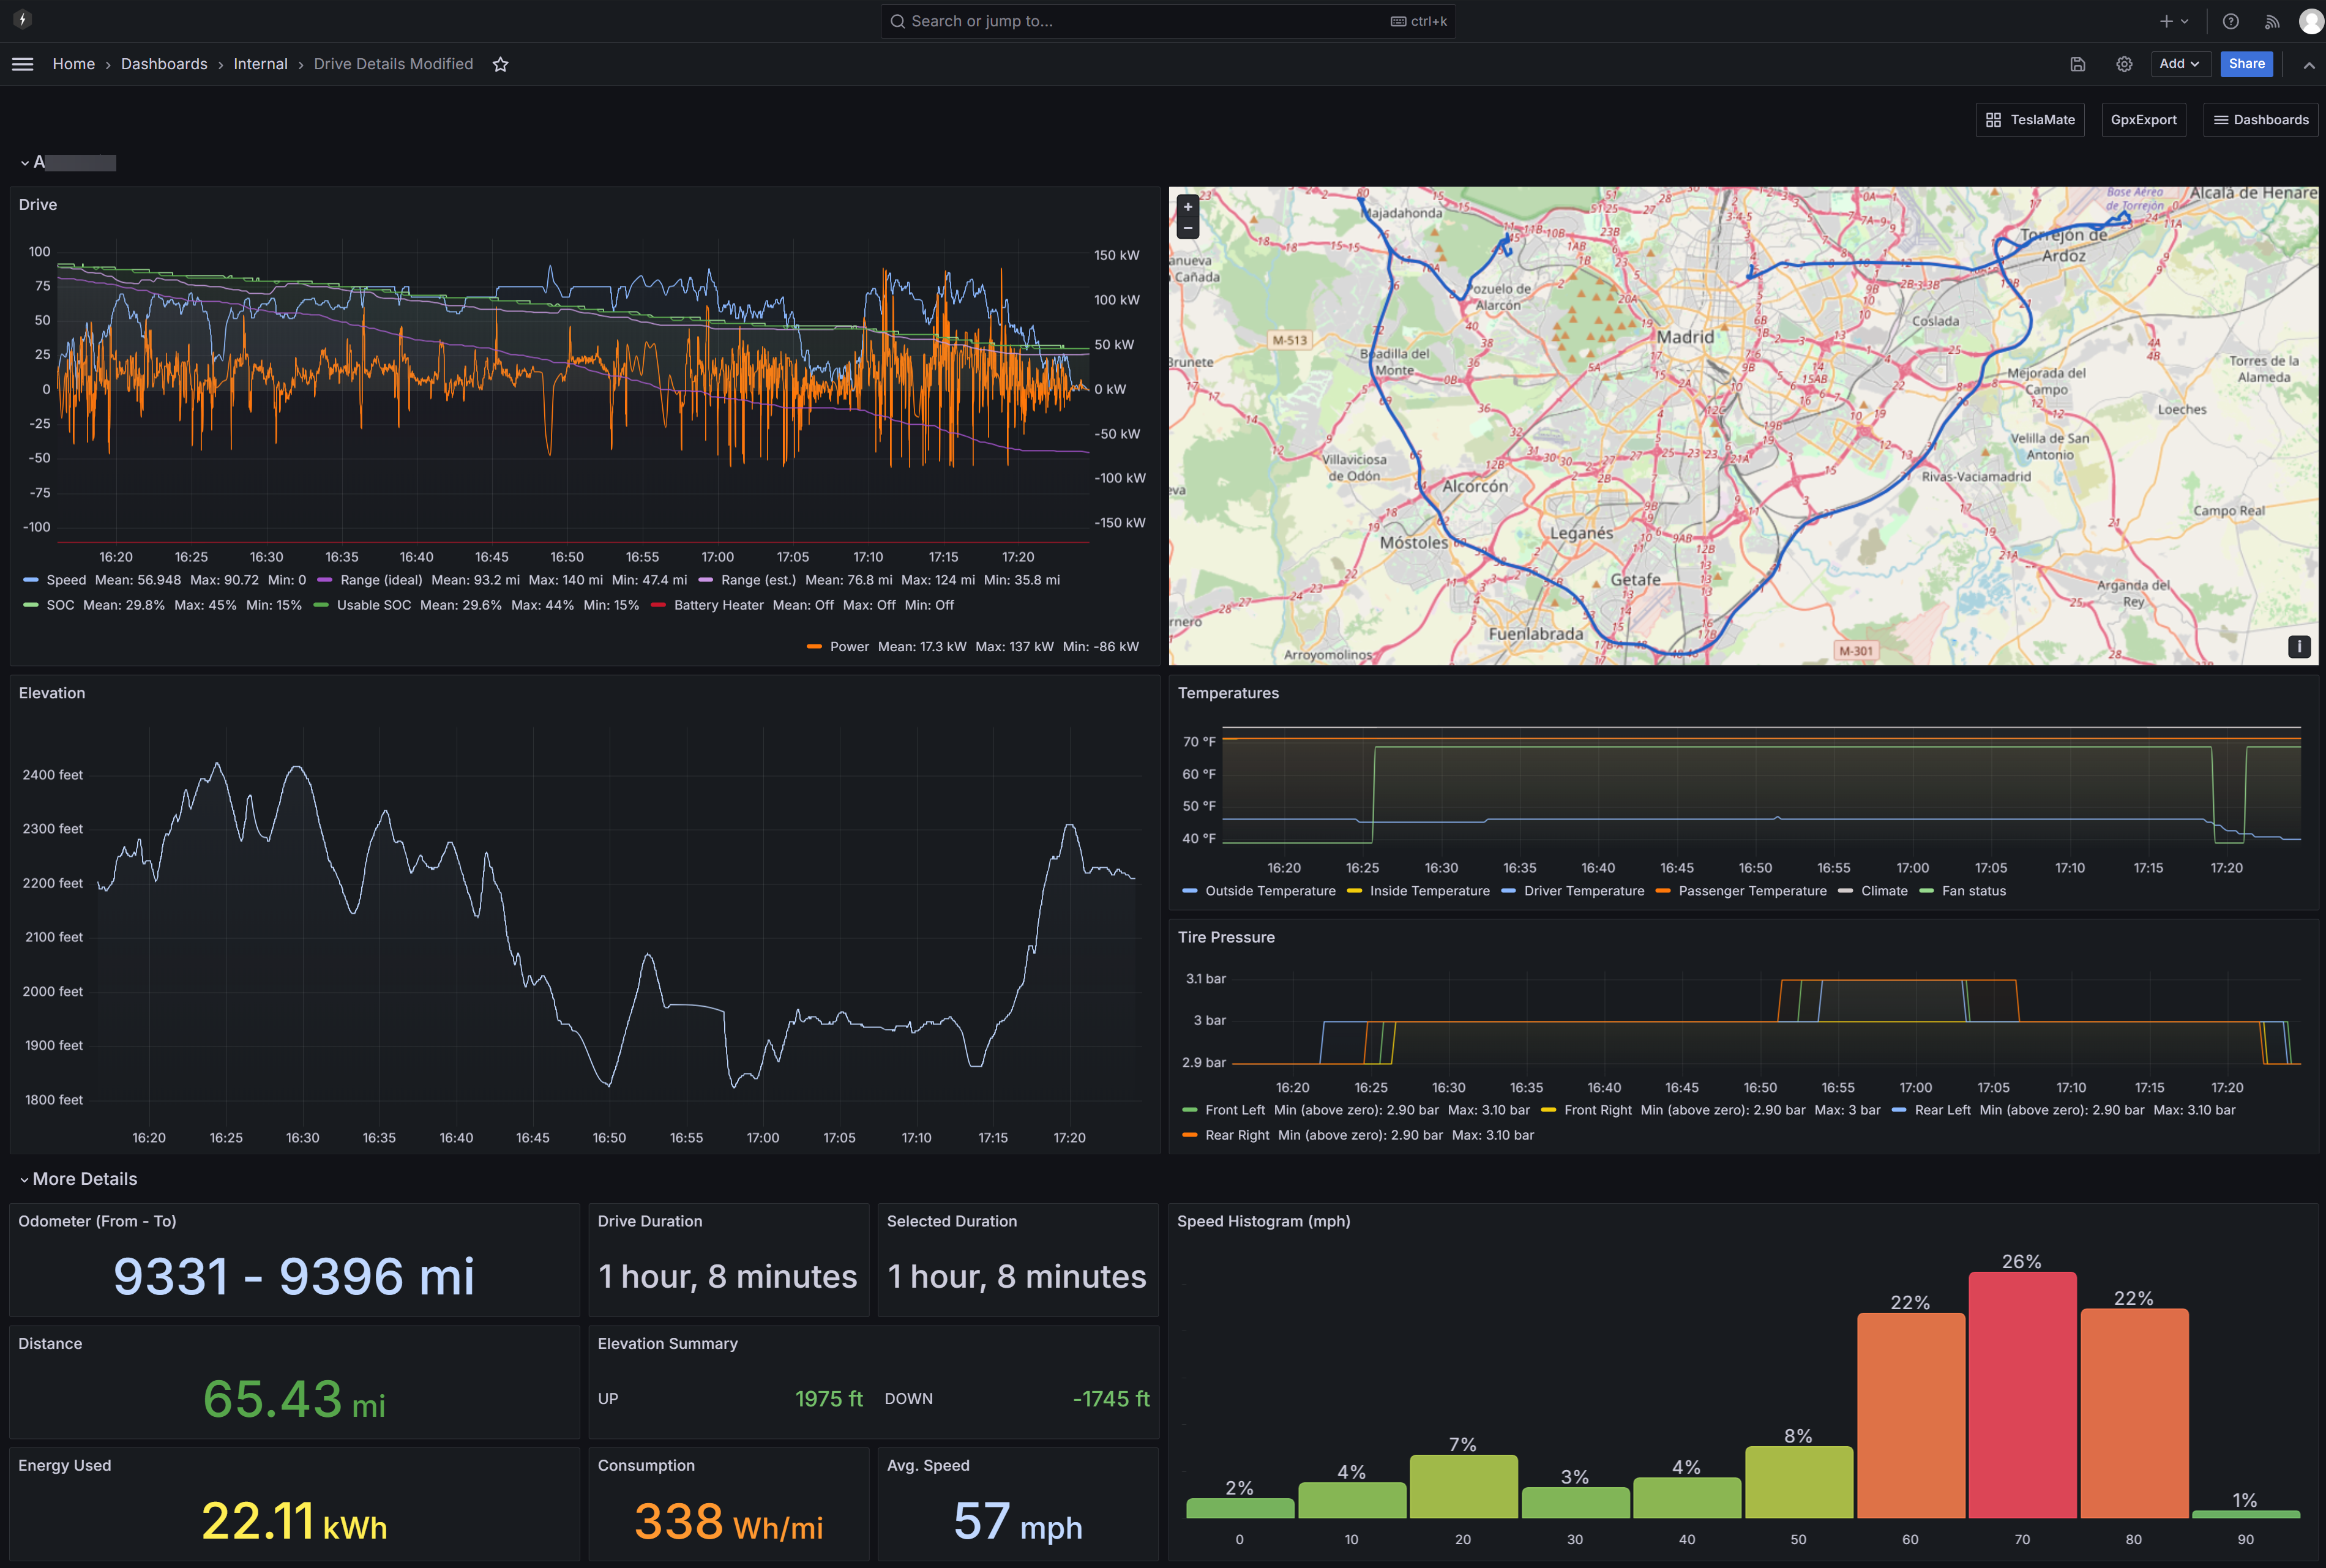 Search or jump to... ctrl+k
Home › Dashboards › Internal › Drive Details Modified
Add Share
TeslaMate GpxExport Dashboards
A
Drive
100
75
50
25
0
-25
-50
-75
-100
150 kW
100 kW
50 kW
0 kW
-50 kW
-100 kW
-150 kW
16:20 16:25 16:30 16:35 16:40 16:45 16:50 16:55 17:00 17:05 17:10 17:15 17:20
Speed Mean: 56.948 Max: 90.72 Min: 0 Range (ideal) Mean: 93.2 mi Max: 140 mi Min: 47.4 mi Range (est.) Mean: 76.8 mi Max: 124 mi Min: 35.8 mi
SOC Mean: 29.8% Max: 45% Min: 15% Usable SOC Mean: 29.6% Max: 44% Min: 15% Battery Heater Mean: Off Max: Off Min: Off
Power Mean: 17.3 kW Max: 137 kW Min: -86 kW
+
−
Majadahonda
Base Aérea
de Torrejón
Alcalá de Henare
Torrejón de
Ardoz
anueva
Cañada
Pozuelo de
Alarcón
Coslada
Madrid
M-513
Brunete
Boadilla del
Monte
Mejorada del
Campo
Torres de la
Alameda
Loeches
Velilla de San
Antonio
Villaviciosa
de Odón
Alcorcón
Rivas-Vaciamadrid
Campo Real
Leganés
Móstoles
Getafe
Arganda del
Rey
Fuenlabrada
Arroyomolinos
M-301
i
Elevation
2400 feet
2300 feet
2200 feet
2100 feet
2000 feet
1900 feet
1800 feet
16:20 16:25 16:30 16:35 16:40 16:45 16:50 16:55 17:00 17:05 17:10 17:15 17:20
Temperatures
70 °F
60 °F
50 °F
40 °F
16:20 16:25 16:30 16:35 16:40 16:45 16:50 16:55 17:00 17:05 17:10 17:15 17:20
Outside Temperature Inside Temperature Driver Temperature Passenger Temperature Climate Fan status
Tire Pressure
3.1 bar
3 bar
2.9 bar
16:20 16:25 16:30 16:35 16:40 16:45 16:50 16:55 17:00 17:05 17:10 17:15 17:20
Front Left Min (above zero): 2.90 bar Max: 3.10 bar Front Right Min (above zero): 2.90 bar Max: 3 bar Rear Left Min (above zero): 2.90 bar Max: 3.10 bar
Rear Right Min (above zero): 2.90 bar Max: 3.10 bar
More Details
Odometer (From - To)
9331 - 9396 mi
Drive Duration
1 hour, 8 minutes
Selected Duration
1 hour, 8 minutes
Distance
65.43 mi
Elevation Summary
UP 1975 ft DOWN -1745 ft
Energy Used
22.11 kWh
Consumption
338 Wh/mi
Avg. Speed
57 mph
Speed Histogram (mph)
2% 4% 7% 3% 4% 8% 22% 26% 22% 1%
0 10 20 30 40 50 60 70 80 90